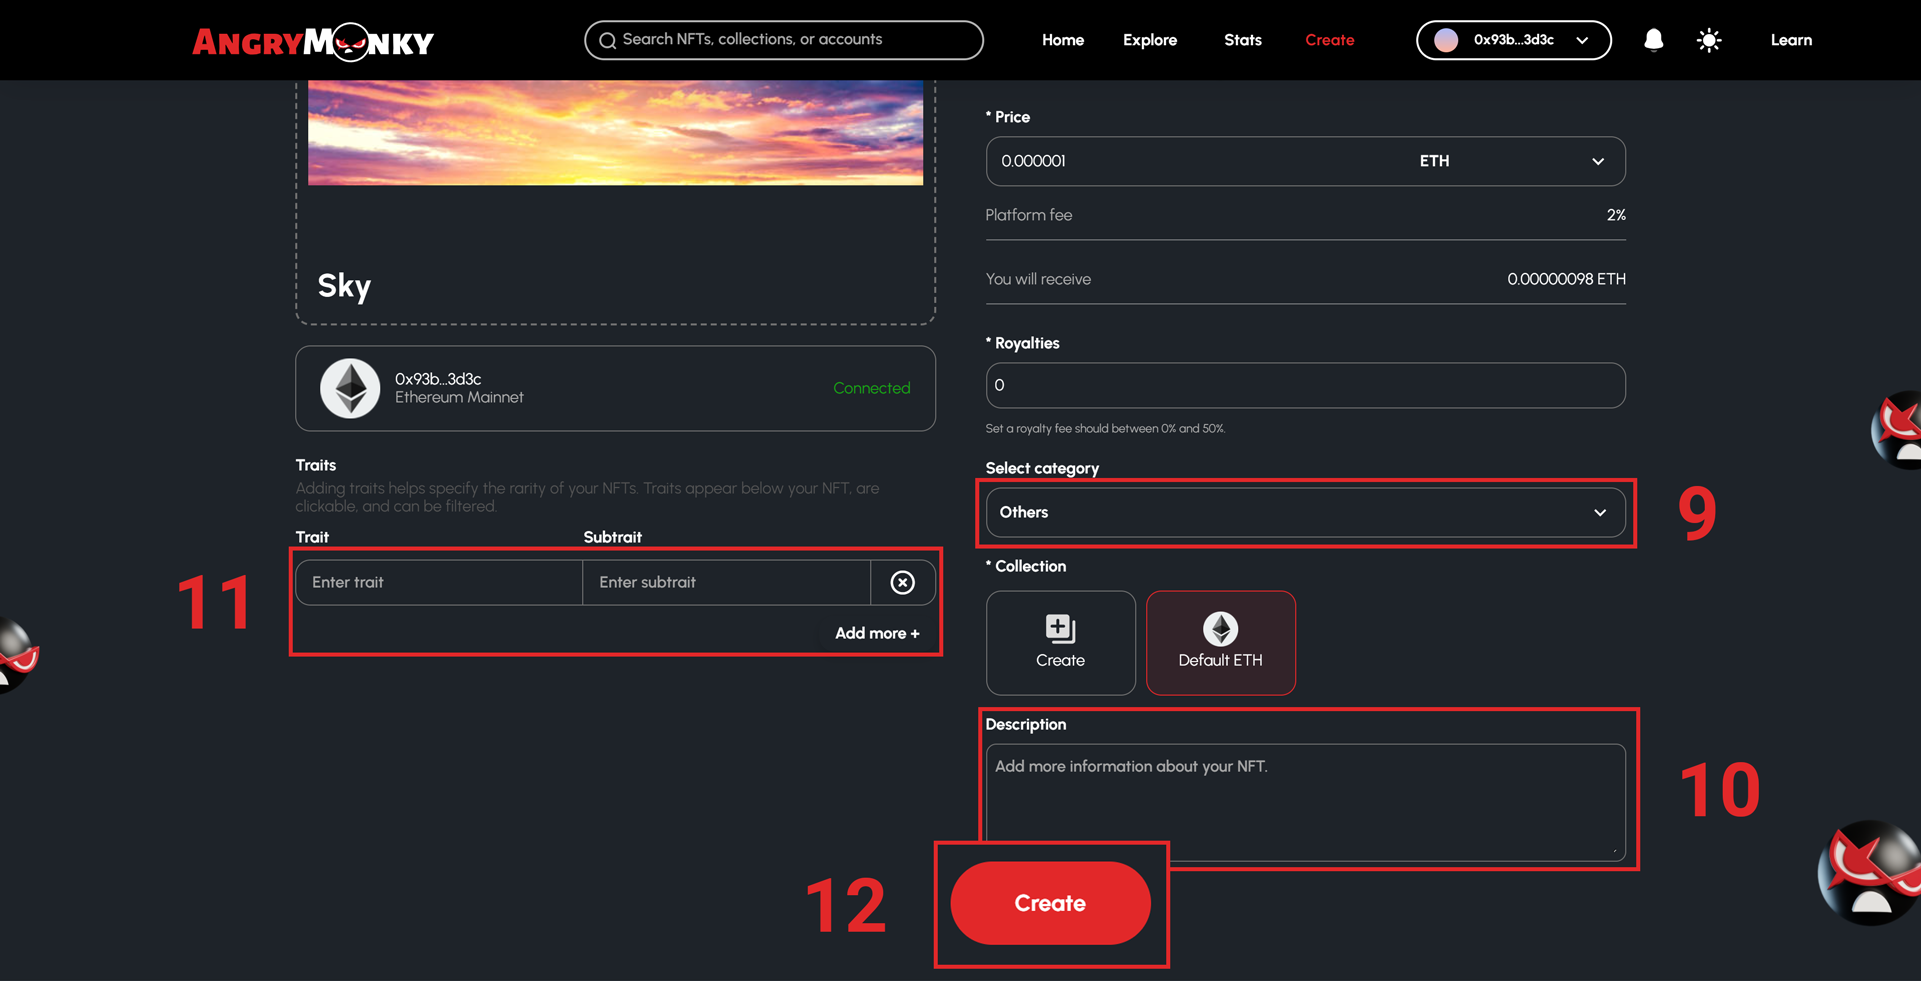 ANGRYMONKY
Search NFTs, collections, or accounts
Home
Explore
Stats
Create
0x93b...3d3c
Learn
Sky
0x93b...3d3c
Ethereum Mainnet
Connected
Traits
Adding traits helps specify the rarity of your NFTs. Traits appear below your NFT, are
clickable, and can be filtered.
Trait
Subtrait
11
Enter trait
Enter subtrait
Add more +
* Price
0.000001
ETH
Platform fee
2%
You will receive
0.00000098 ETH
* Royalties
0
Set a royalty fee should between 0% and 50%.
Select category
Others
9
* Collection
Create
Default ETH
Description
Add more information about your NFT.
10
12
Create